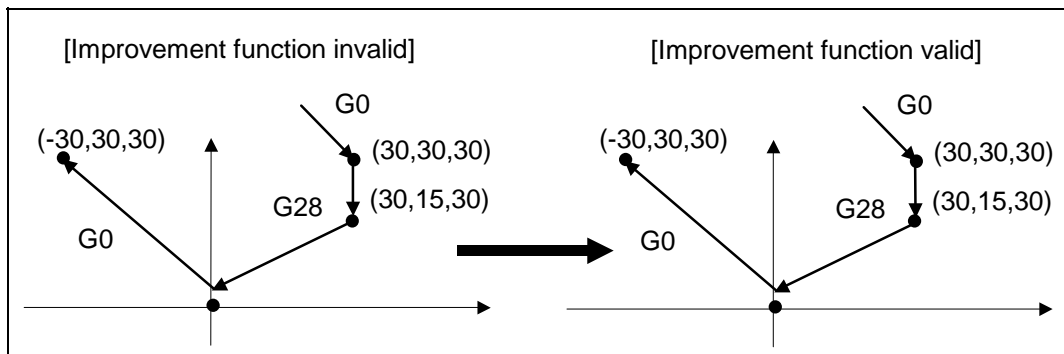 [Improvement function invalid]
G0
(-30,30,30)
(30,30,30)
(30,15,30)
G28
G0
[Improvement function valid]
G0
(-30,30,30)
(30,30,30)
(30,15,30)
G28
G0